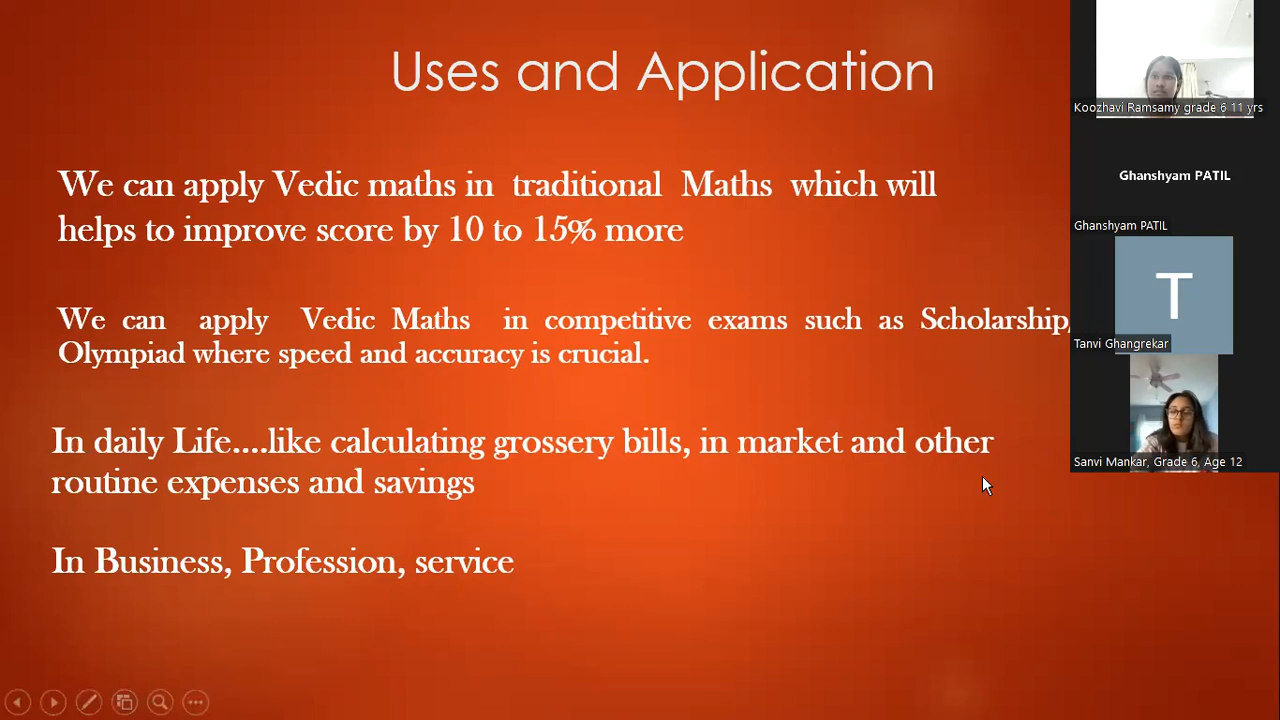 Uses and Application
We can apply Vedic maths in traditional Maths which will
helps to improve score by 10 to 15% more
We can apply Vedic Maths in competitive exams such as Scholarship,
Olympiad where speed and accuracy is crucial.
In daily Life....like calculating grossery bills, in market and other
routine expenses and savings
In Business, Profession, service
Koozhavi Ramsamy grade 6 11 yrs
Ghanshyam PATIL
Ghanshyam PATIL
T
Tanvi Ghangrekar
Sanvi Mankar, Grade 6, Age 12